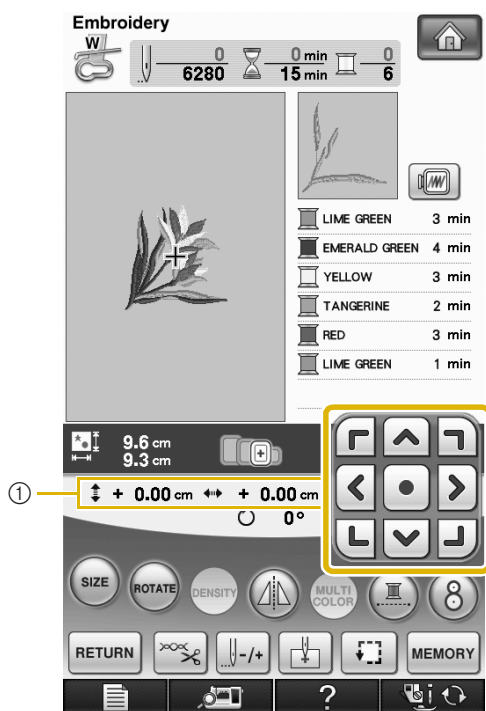 Embroidery
W
0 0 min 0
6280 15 min 6
LIME GREEN 3 min
EMERALD GREEN 4 min
YELLOW 3 min
TANGERINE 2 min
RED 3 min
LIME GREEN 1 min
9.6 cm
9.3 cm
① + 0.00 cm + 0.00 cm
0°
SIZE ROTATE DENSITY MULTI COLOR 8
RETURN -/+ MEMORY
? i